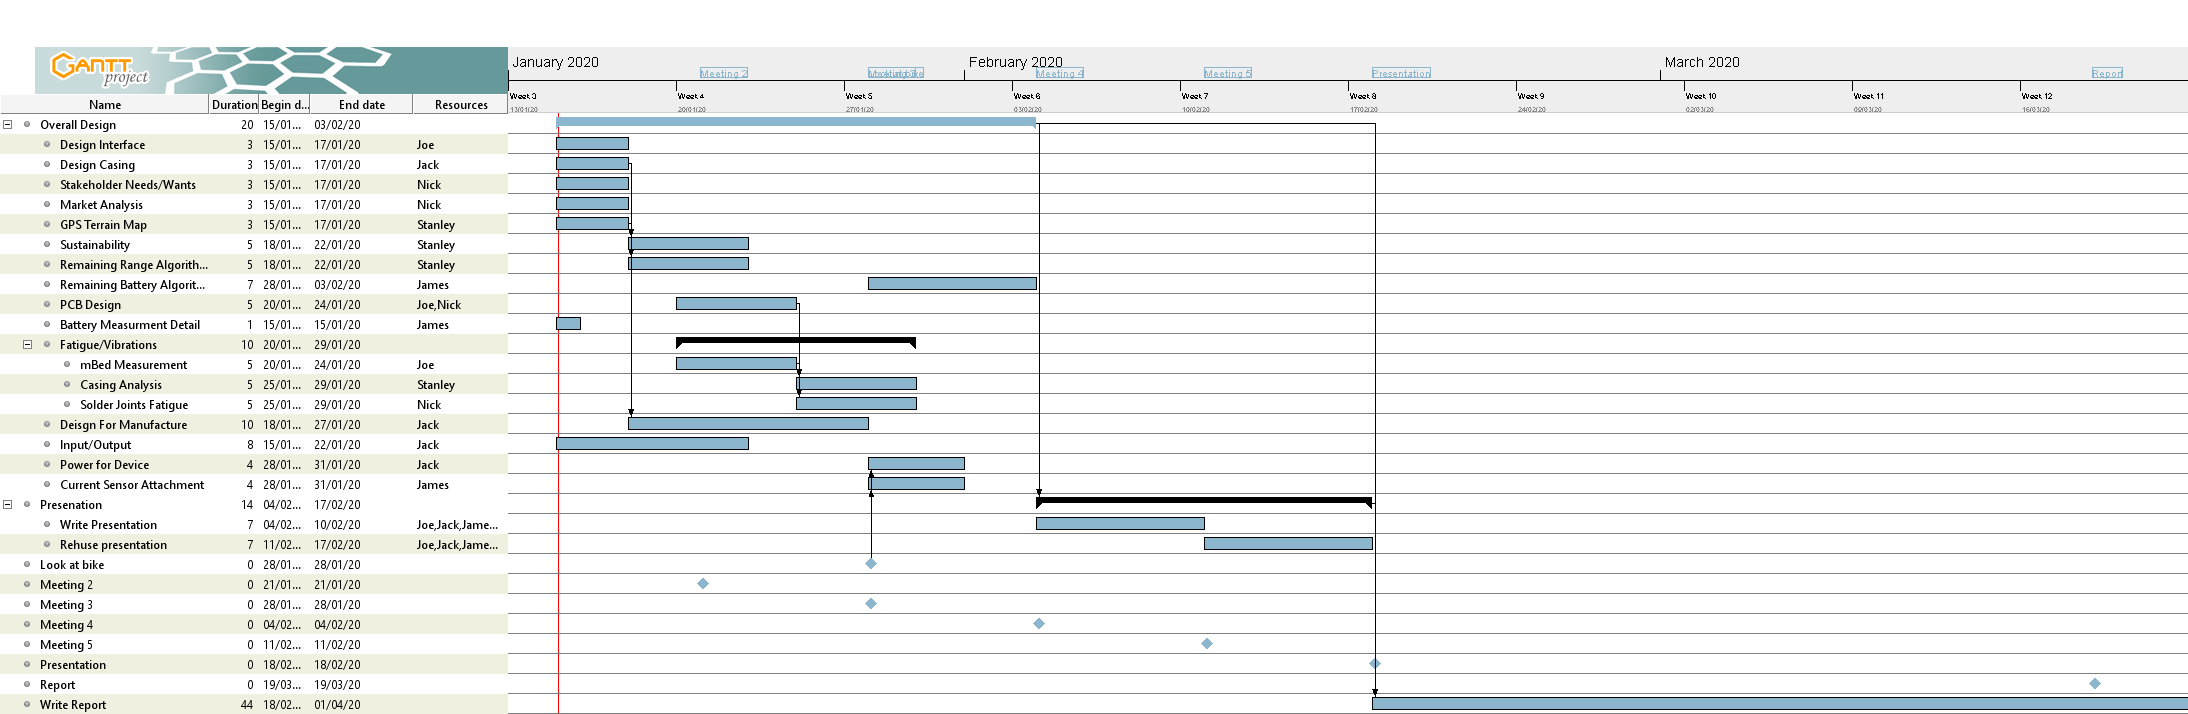 GANTT
project
January 2020
February 2020
March 2020
Meeting 2
Meeting 4
Meeting 5
Presentation
Report
Name Duration Begin d... End date Resources
Week 3 Week 4 Week 5 Week 6 Week 7 Week 8 Week 9 Week 10 Week 11 Week 12
13/01/20 20/01/20 27/01/20 03/02/20 10/02/20 17/02/20 24/02/20 02/03/20 09/03/20 16/03/20
Overall Design 20 15/01... 03/02/20
Design Interface 3 15/01... 17/01/20 Joe
Design Casing 3 15/01... 17/01/20 Jack
Stakeholder Needs/Wants 3 15/01... 17/01/20 Nick
Market Analysis 3 15/01... 17/01/20 Nick
GPS Terrain Map 3 15/01... 17/01/20 Stanley
Sustainability 5 18/01... 22/01/20 Stanley
Remaining Range Algorith... 5 18/01... 22/01/20 Stanley
Remaining Battery Algorit... 7 28/01... 03/02/20 James
PCB Design 5 20/01... 24/01/20 Joe,Nick
Battery Measurment Detail 1 15/01... 15/01/20 James
Fatigue/Vibrations 10 20/01... 29/01/20
mBed Measurement 5 20/01... 24/01/20 Joe
Casing Analysis 5 25/01... 29/01/20 Stanley
Solder Joints Fatigue 5 25/01... 29/01/20 Nick
Deisgn For Manufacture 10 18/01... 27/01/20 Jack
Input/Output 8 15/01... 22/01/20 Jack
Power for Device 4 28/01... 31/01/20 Jack
Current Sensor Attachment 4 28/01... 31/01/20 James
Presenation 14 04/02... 17/02/20
Write Presentation 7 04/02... 10/02/20 Joe,Jack,Jame...
Rehuse presentation 7 11/02... 17/02/20 Joe,Jack,Jame...
Look at bike 0 28/01... 28/01/20
Meeting 2 0 21/01... 21/01/20
Meeting 3 0 28/01... 28/01/20
Meeting 4 0 04/02... 04/02/20
Meeting 5 0 11/02... 11/02/20
Presentation 0 18/02... 18/02/20
Report 0 19/03... 19/03/20
Write Report 44 18/02... 01/04/20